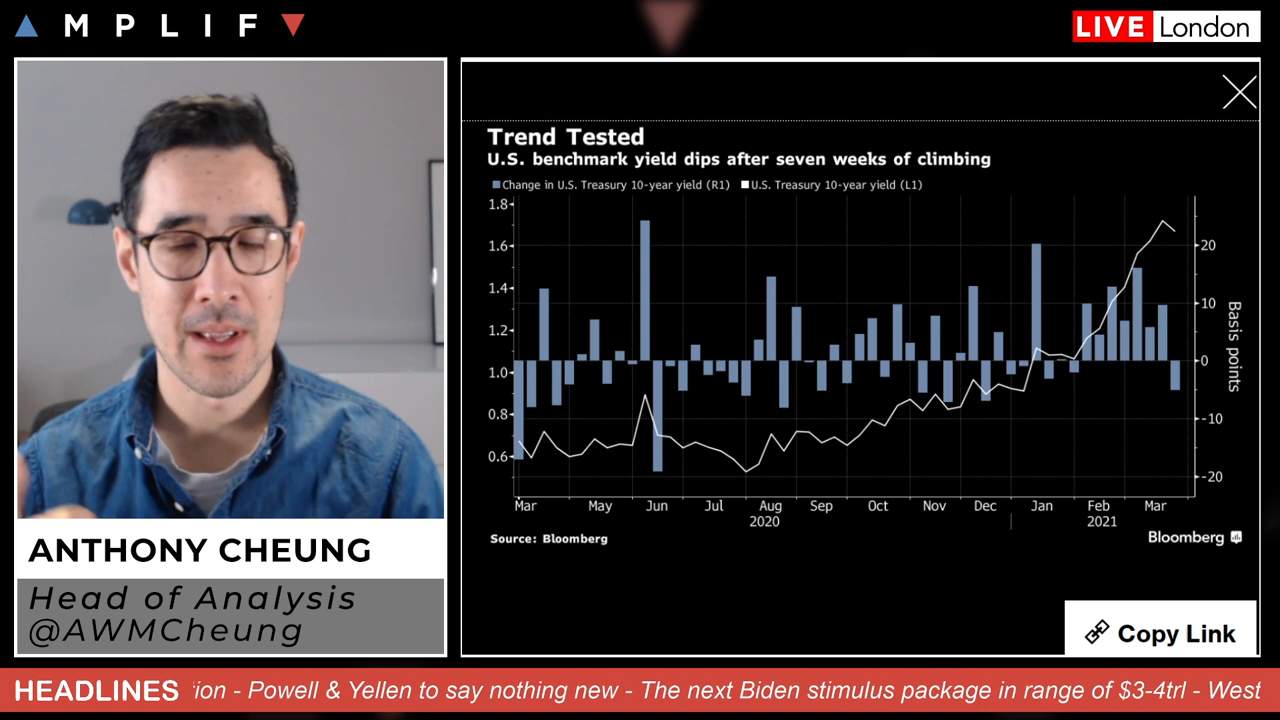 MPLIF
LIVE London
Trend Tested
U.S. benchmark yield dips after seven weeks of climbing
Change in U.S. Treasury 10-year yield (R1) U.S. Treasury 10-year yield (L1)
1.8
1.6
1.4
1.2
1.0
0.8
0.6
20
10
0
-10
-20
Basis points
Mar May Jun Jul Aug Sep Oct Nov Dec Jan Feb Mar
2020 2021
Source: Bloomberg
Bloomberg
Copy Link
ANTHONY CHEUNG
Head of Analysis
@AWMCheung
HEADLINES ion - Powell & Yellen to say nothing new - The next Biden stimulus package in range of $3-4trl - West